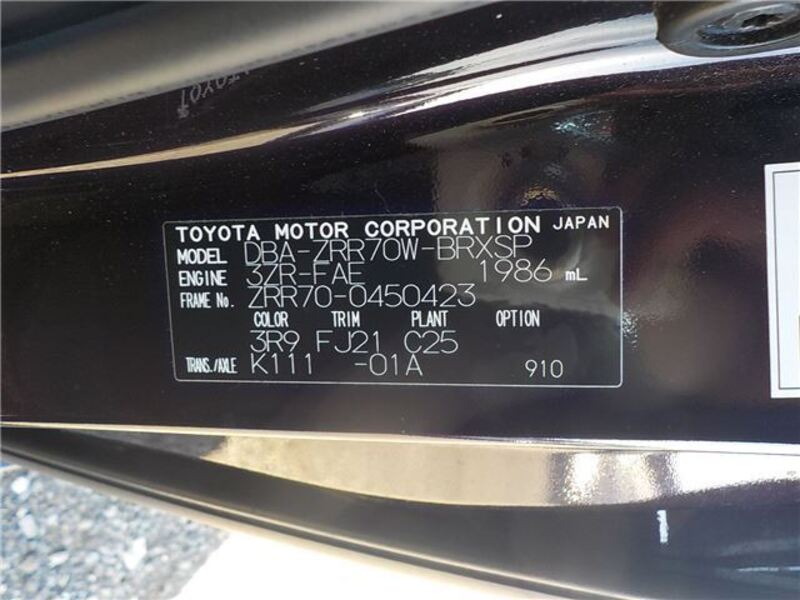 TOYOT
TOYOTA MOTOR CORPORATION JAPAN
MODEL DBA-ZRR70W-BRXSP
ENGINE 3ZR-FAE 1986 mL
FRAME No. ZRR70-0450423
COLOR TRIM PLANT OPTION
3R9 FJ21 C25
TRANS./AXLE K111 -01A 910